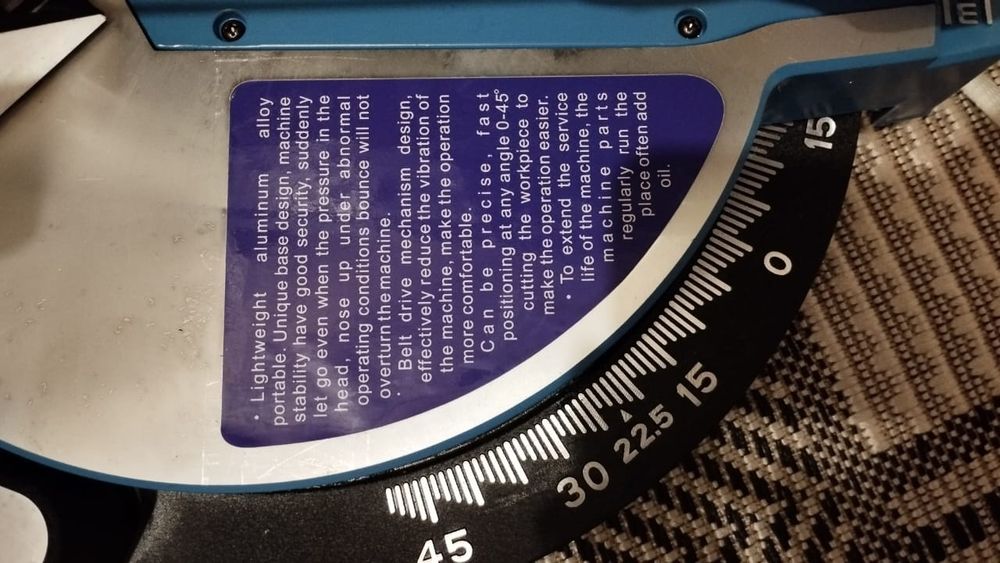 • Lightweight aluminum alloy
portable. Unique base design, machine
stability have good security, suddenly
let go even when the pressure in the
head, nose up under abnormal
operating conditions bounce will not
overturn the machine.
• Belt drive mechanism design,
effectively reduce the vibration of
the machine, make the operation
more comfortable.
Can be precise, fast
positioning at any angle 0-45°
cutting the workpiece to
make the operation easier.
• To extend the service
life of the machine, the
machine parts
regularly run the
place often add
oil.
15
0
15
22.5
30
45